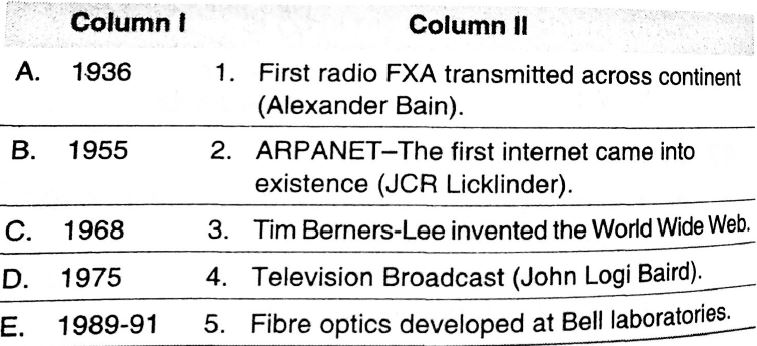 Column I Column II
A. 1936 1. First radio FXA transmitted across continent
(Alexander Bain).
B. 1955 2. ARPANET–The first internet came into
existence (JCR Licklinder).
C. 1968 3. Tim Berners-Lee invented the World Wide Web.
D. 1975 4. Television Broadcast (John Logi Baird).
E. 1989-91 5. Fibre optics developed at Bell laboratories.